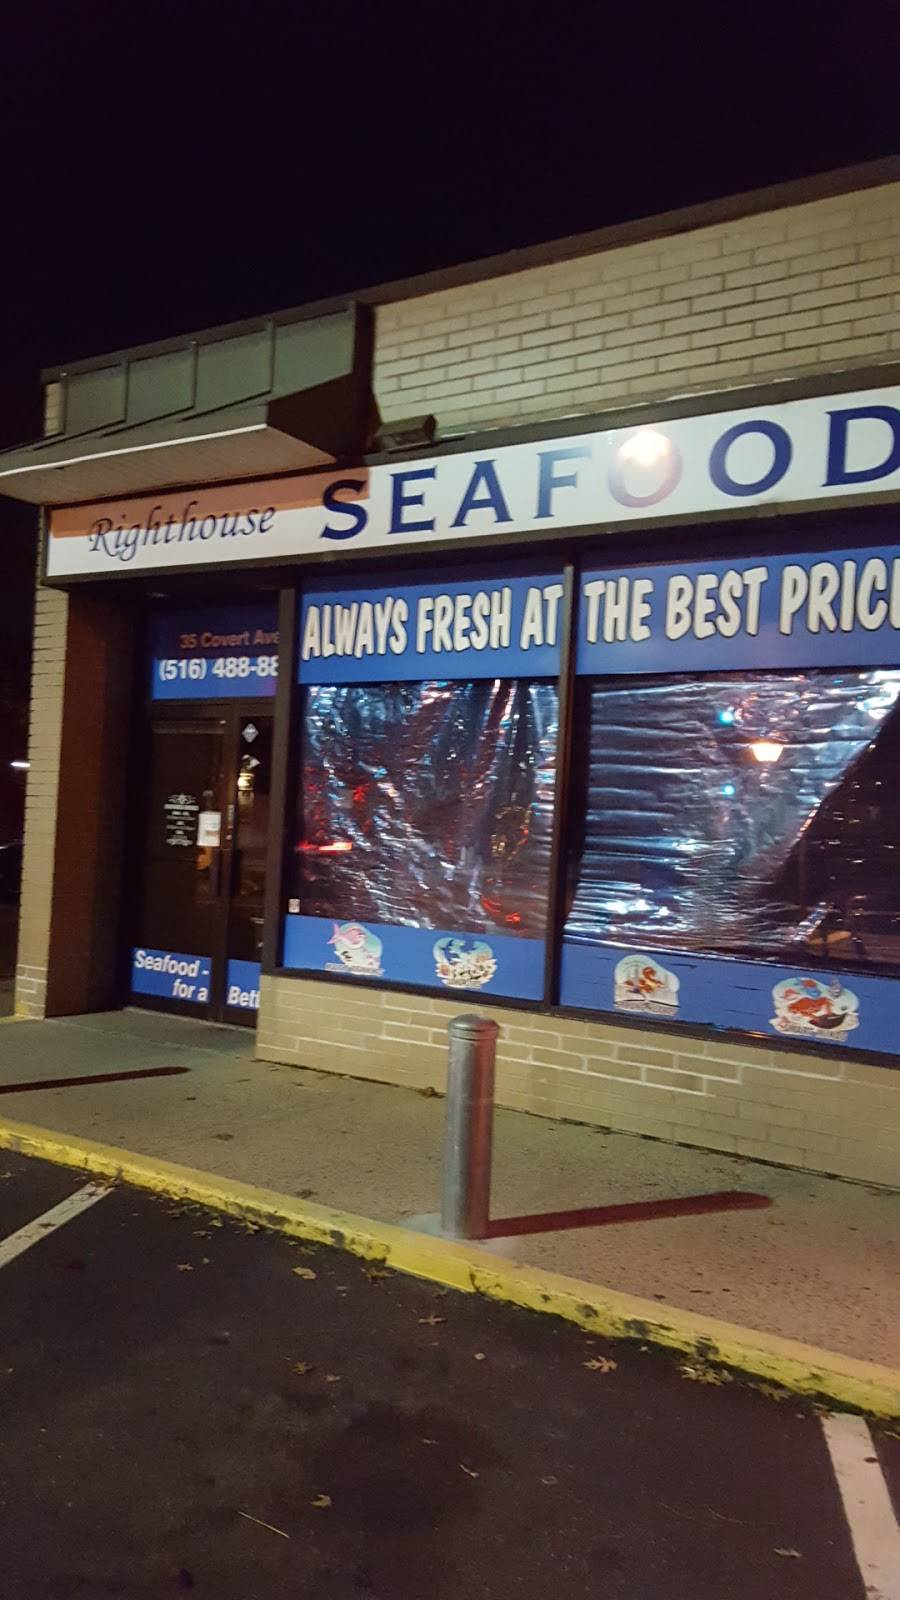 Righthouse SEAFOOD
35 Covert Ave
(516) 488-88
ALWAYS FRESH AT THE BEST PRIC
Seafood -
for a Bett